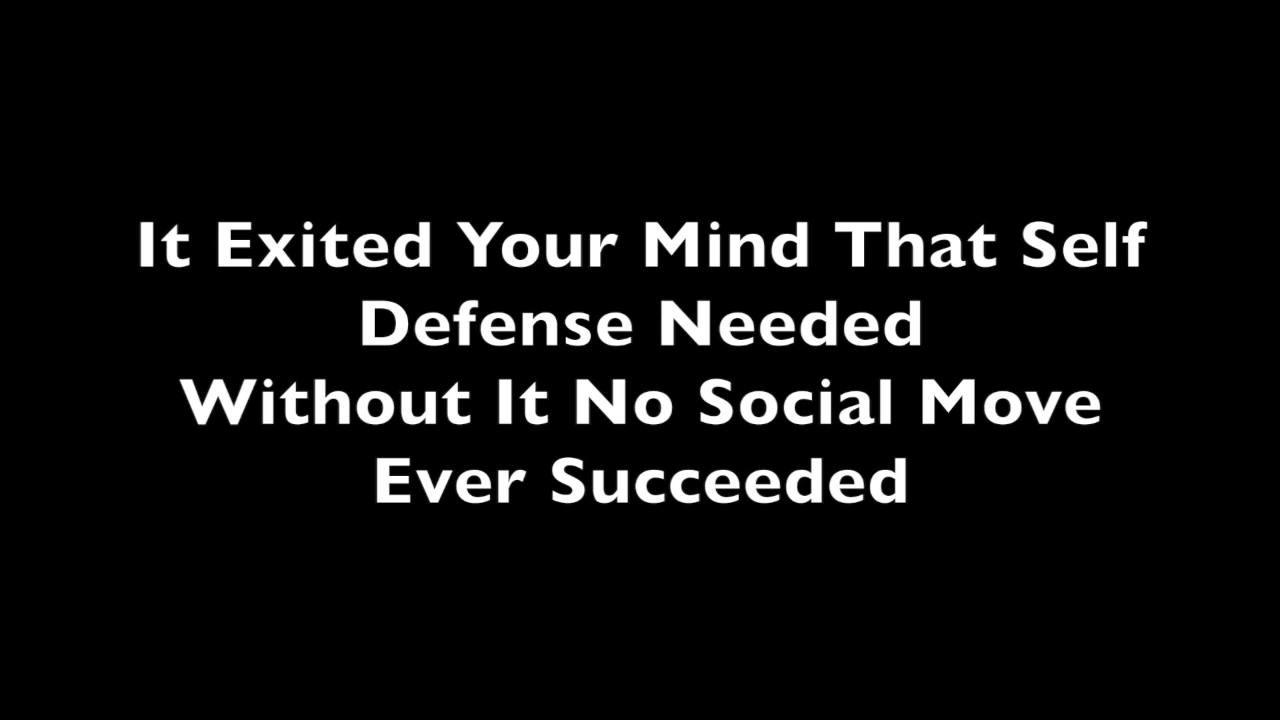 It Exited Your Mind That Self
Defense Needed
Without It No Social Move
Ever Succeeded